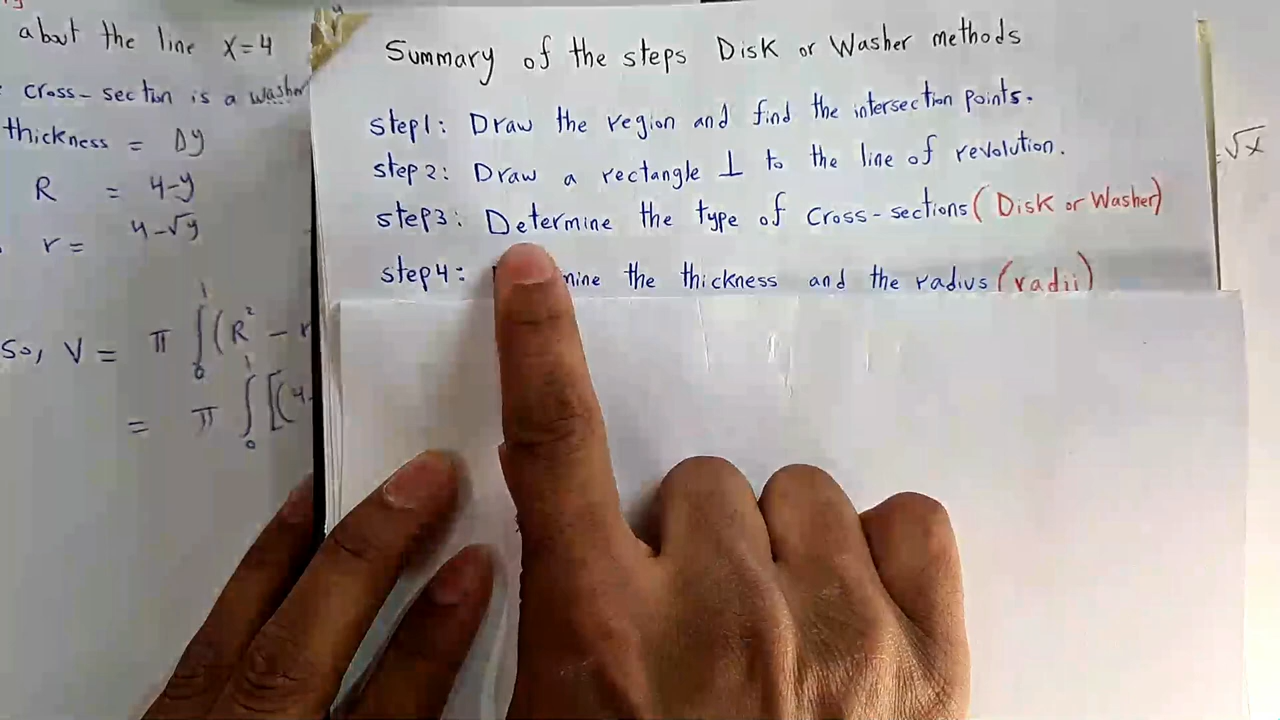 about the line x=4
cross-section is a washer
thickness = Δy
R = 4-y
r = 4-√y
so, V = π ∫₀¹ (R² - r
= π ∫₀¹ [(4-
Summary of the steps Disk or Washer methods
step1: Draw the region and find the intersection points.
step2: Draw a rectangle ⊥ to the line of revolution.
step3: Determine the type of cross-sections (Disk or Washer)
step4: the thickness and the radius (radii)
=√x